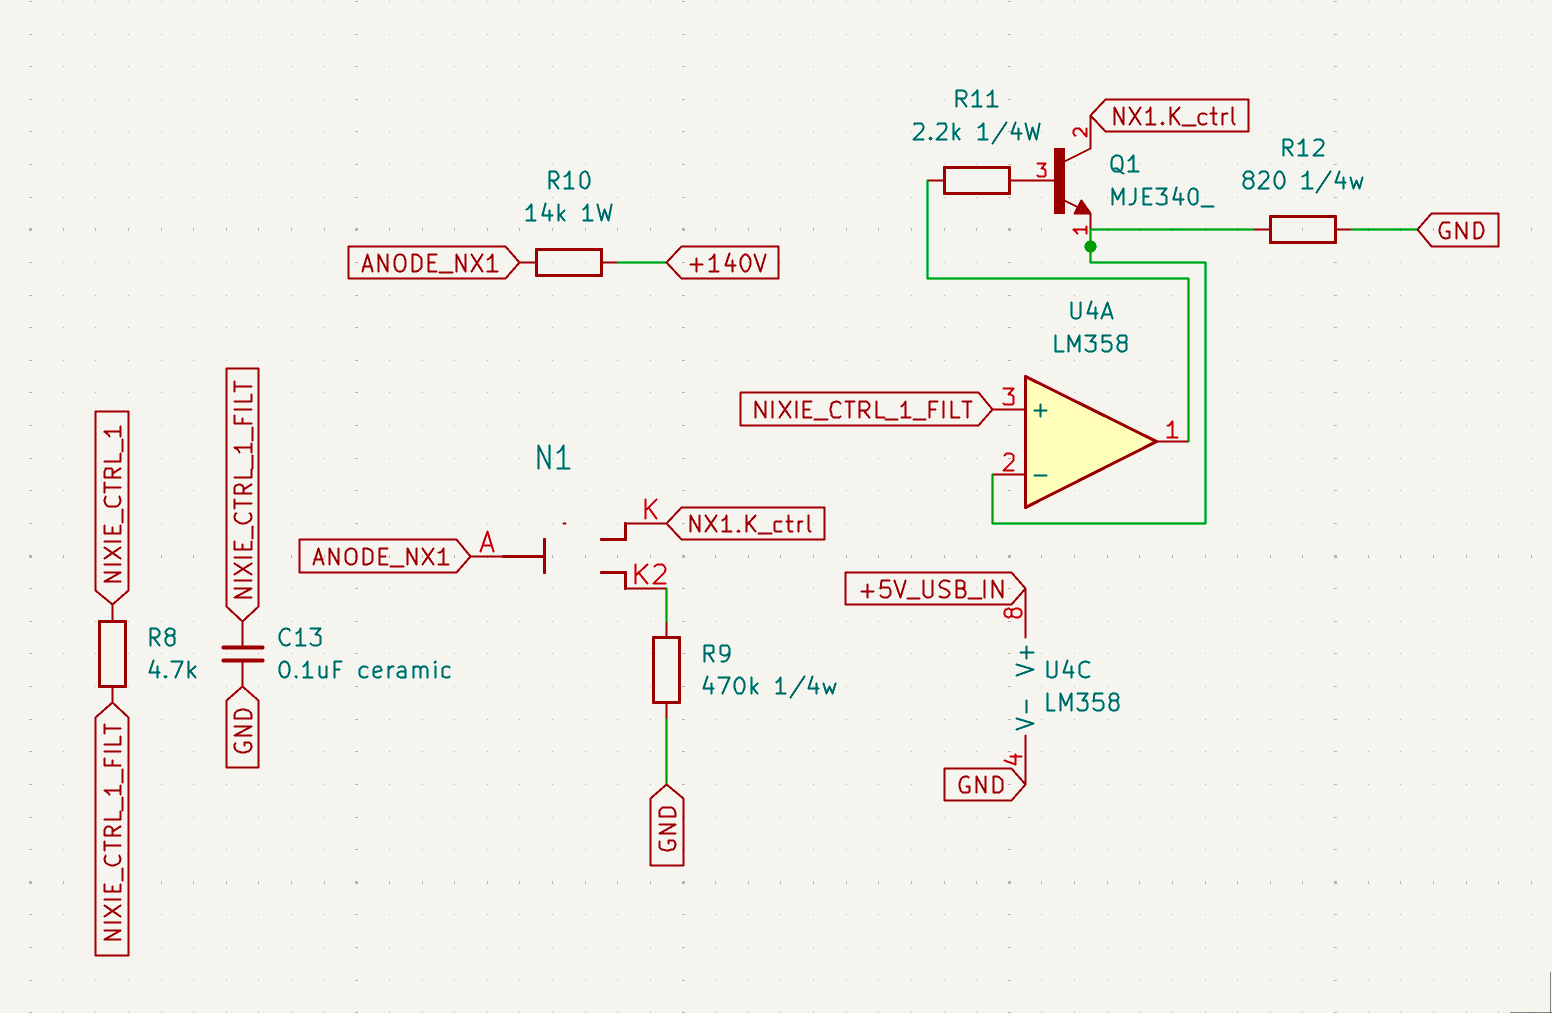 R11
2.2k 1/4W
NX1.K_ctrl
2
3
Q1
MJE340_
1
R12
820 1/4w
GND
R10
14k 1W
ANODE_NX1
+140V
U4A
LM358
NIXIE_CTRL_1_FILT
3
+
2
−
1
NIXIE_CTRL_1
R8
4.7k
NIXIE_CTRL_1_FILT
NIXIE_CTRL_1_FILT
C13
0.1uF ceramic
GND
N1
ANODE_NX1
A
K
NX1.K_ctrl
K2
R9
470k 1/4w
GND
+5V_USB_IN
8
V+
U4C
LM358
V−
4
GND